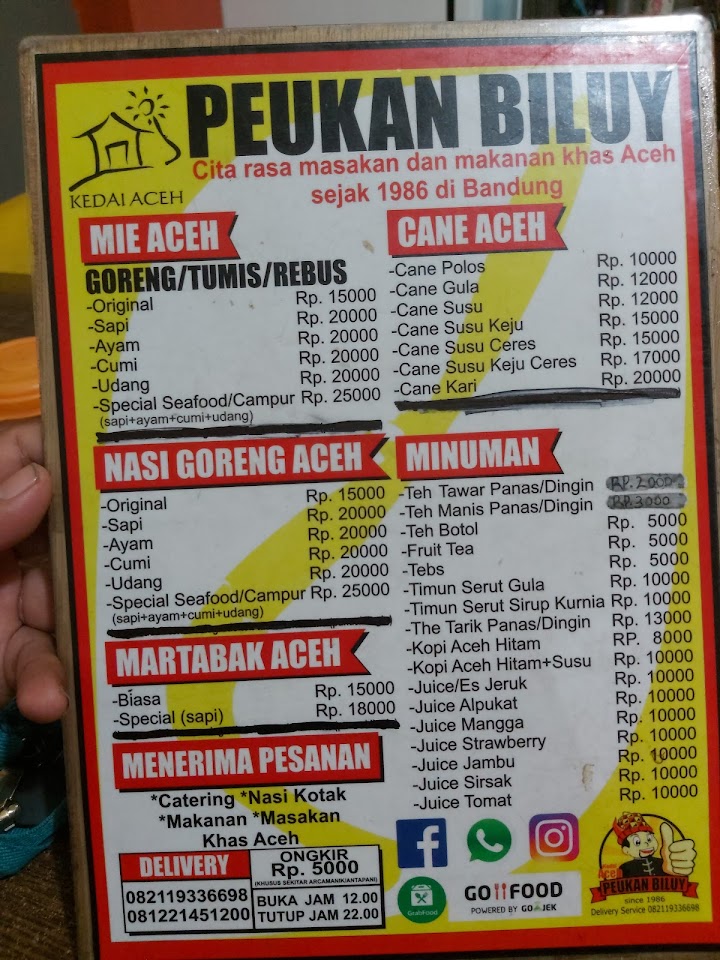 PEUKAN BILUY
Cita rasa masakan dan makanan khas Aceh
sejak 1986 di Bandung
KEDAI ACEH
MIE ACEH
GORENG/TUMIS/REBUS
-Original Rp. 15000
-Sapi Rp. 20000
-Ayam Rp. 20000
-Cumi Rp. 20000
-Udang Rp. 20000
-Special Seafood/Campur Rp. 25000
(sapi+ayam+cumi+udang)
NASI GORENG ACEH
-Original Rp. 15000
-Sapi Rp. 20000
-Ayam Rp. 20000
-Cumi Rp. 20000
-Udang Rp. 20000
-Special Seafood/Campur Rp. 25000
(sapi+ayam+cumi+udang)
MARTABAK ACEH
-Biasa Rp. 15000
-Special (sapi) Rp. 18000
MENERIMA PESANAN
*Catering *Nasi Kotak
*Makanan *Masakan
Khas Aceh
DELIVERY
082119336698
081221451200
ONGKIR
Rp. 5000
(KHUSUS SEKITAR ARCAMANIK/ANTAPANI)
BUKA JAM 12.00
TUTUP JAM 22.00
CANE ACEH
-Cane Polos Rp. 10000
-Cane Gula Rp. 12000
-Cane Susu Rp. 12000
-Cane Susu Keju Rp. 15000
-Cane Susu Ceres Rp. 15000
-Cane Susu Keju Ceres Rp. 17000
-Cane Kari Rp. 20000
MINUMAN
-Teh Tawar Panas/Dingin RP. 2000
-Teh Manis Panas/Dingin RP. 3000
-Teh Botol Rp. 5000
-Fruit Tea Rp. 5000
-Tebs Rp. 5000
-Timun Serut Gula Rp. 10000
-Timun Serut Sirup Kurnia Rp. 10000
-The Tarik Panas/Dingin Rp. 13000
-Kopi Aceh Hitam RP. 8000
-Kopi Aceh Hitam+Susu Rp. 10000
-Juice/Es Jeruk Rp. 10000
-Juice Alpukat Rp. 10000
-Juice Mangga Rp. 10000
-Juice Strawberry Rp. 10000
-Juice Jambu Rp. 10000
-Juice Sirsak Rp. 10000
-Juice Tomat Rp. 10000
GrabFood
GO FOOD
POWERED BY GO JEK
Kedai
Aceh
PEUKAN BILUY
since 1986
Delivery Service 082119336698